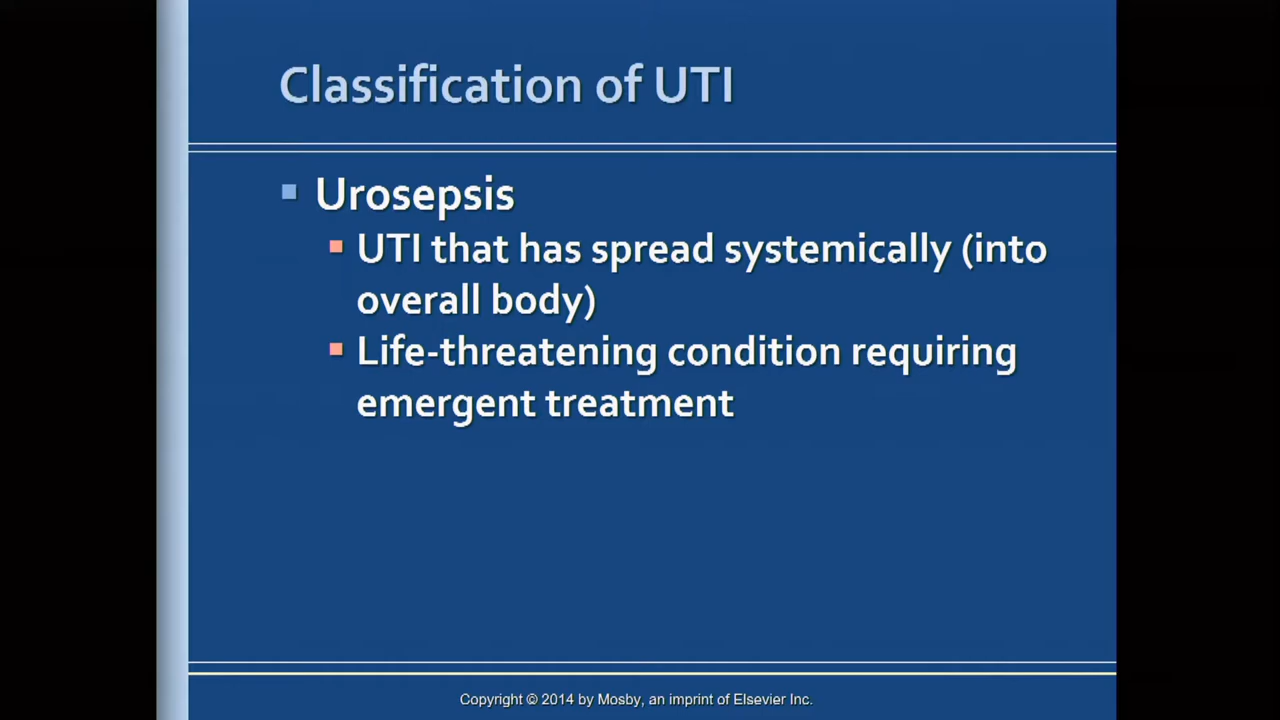 Classification of UTI
Urosepsis
UTI that has spread systemically (into
overall body)
Life-threatening condition requiring
emergent treatment
Copyright © 2014 by Mosby, an imprint of Elsevier Inc.